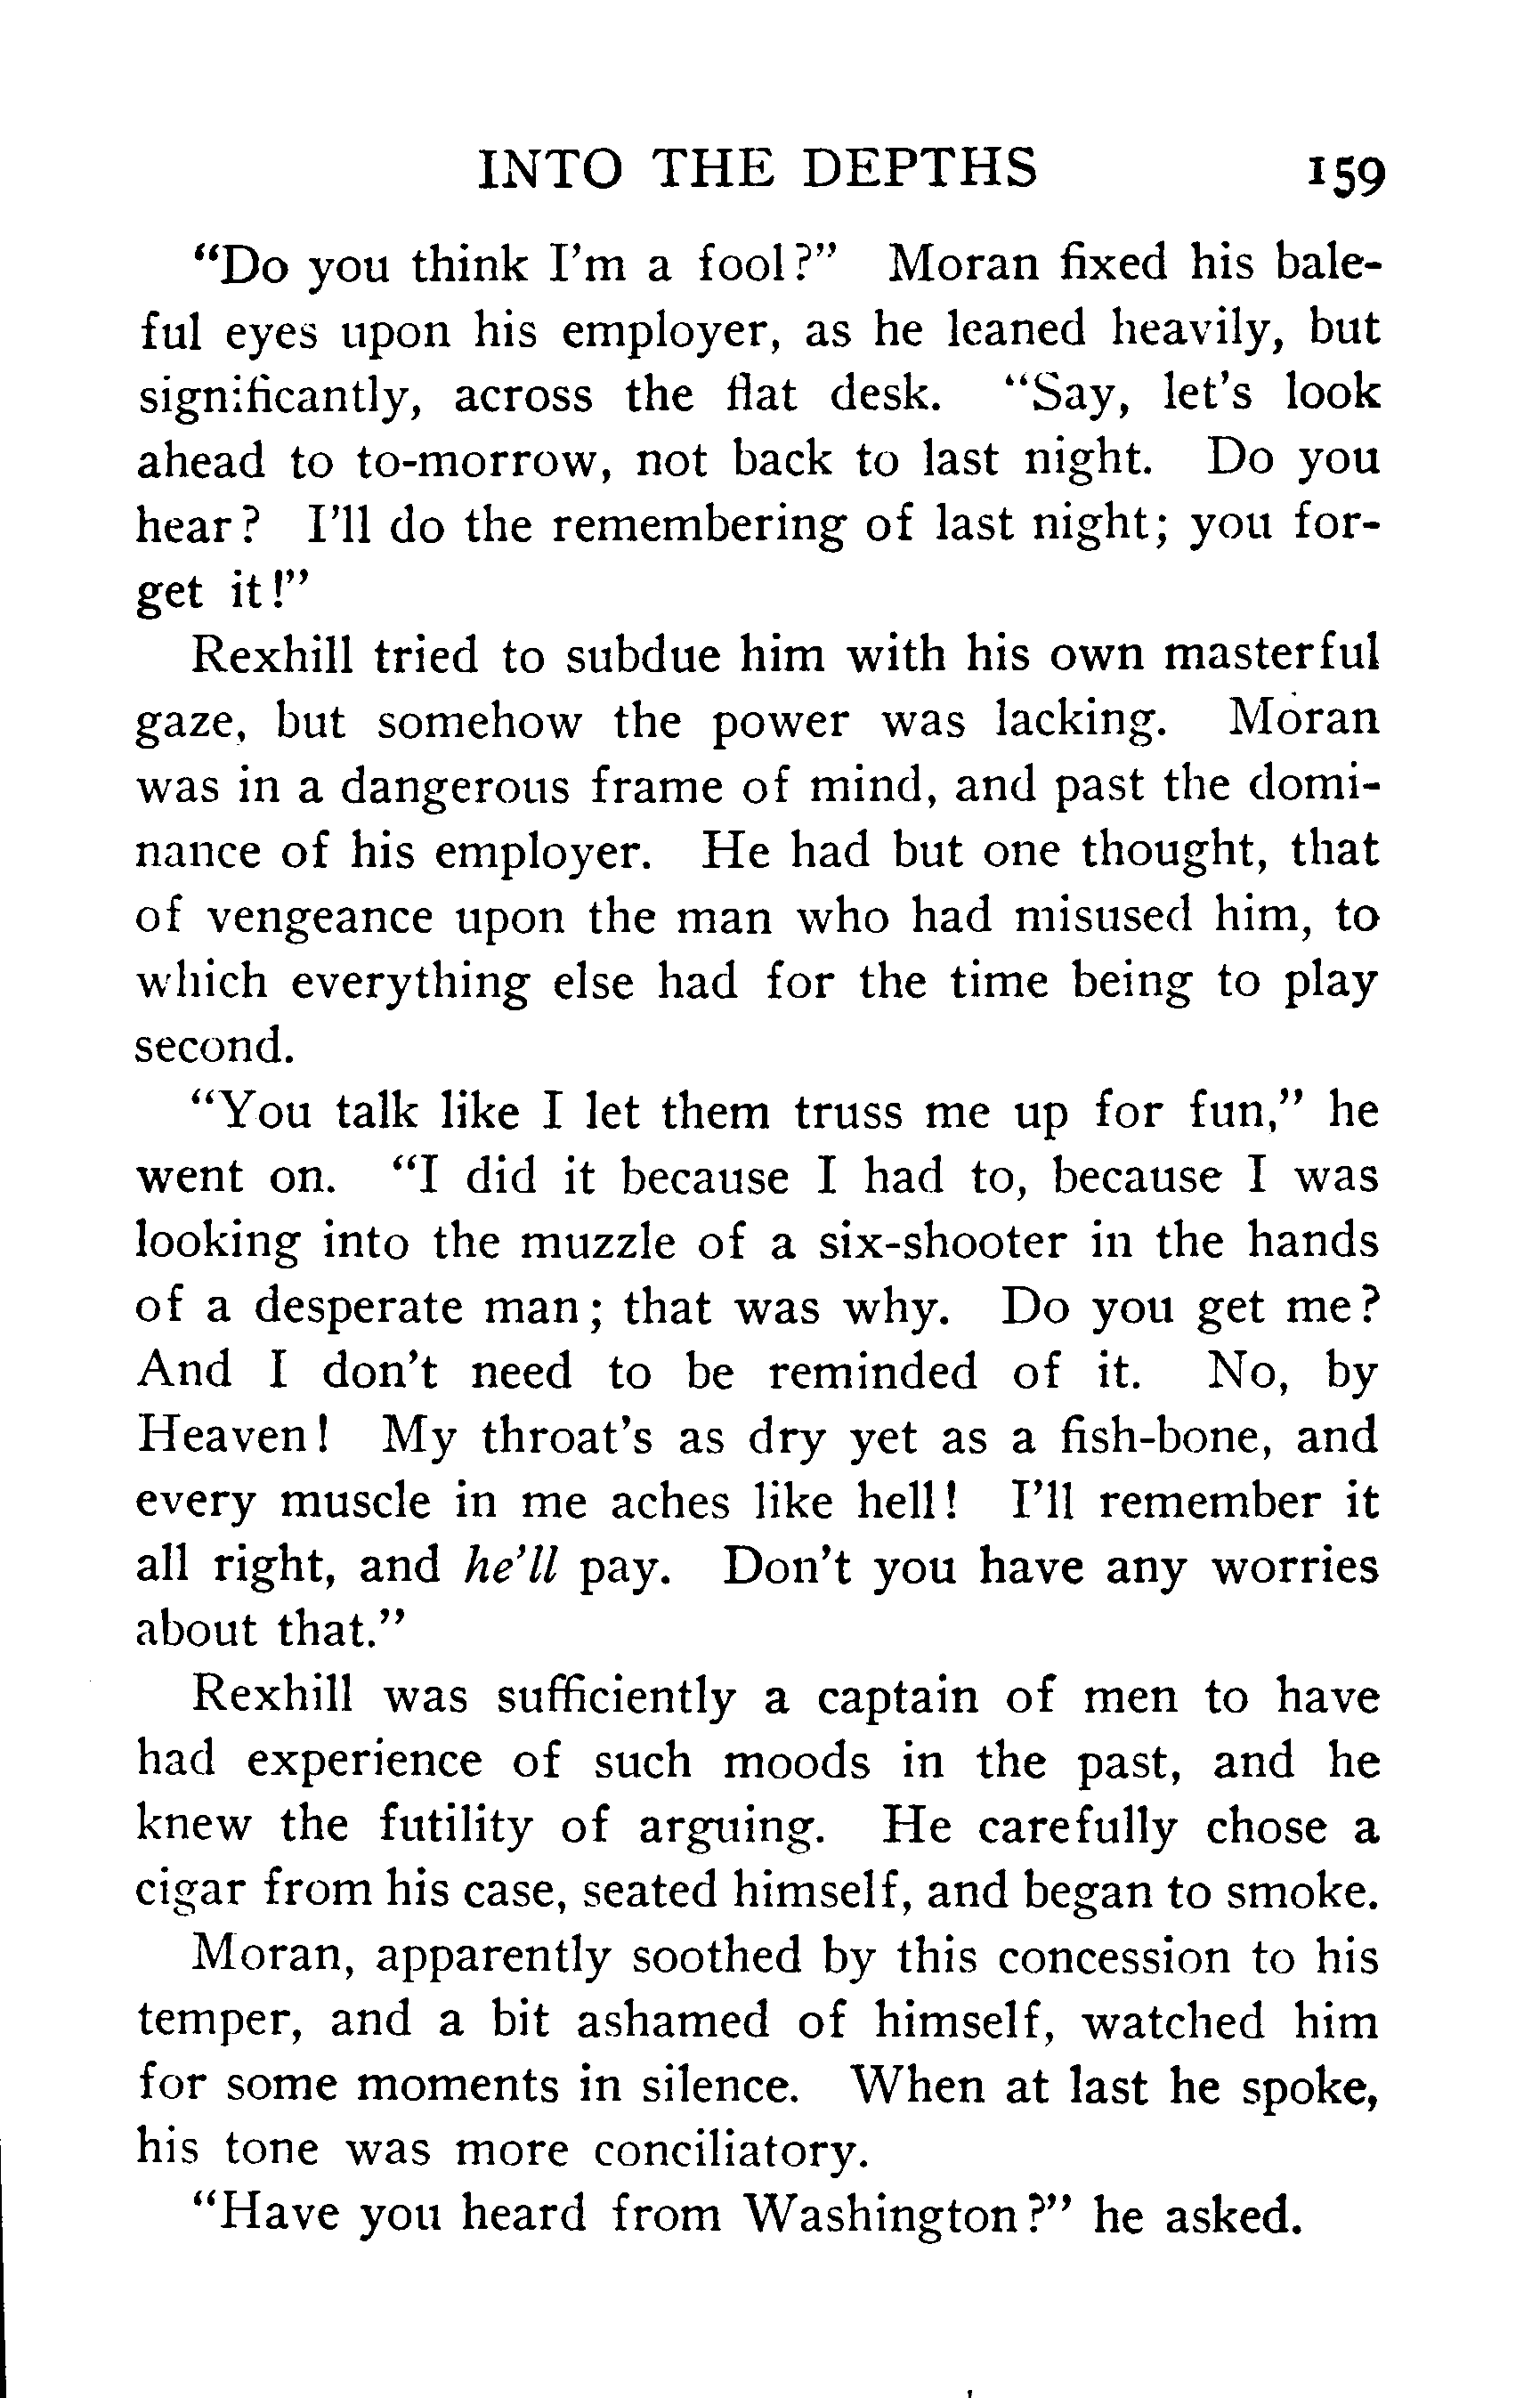 INTO THE DEPTHS 159
"Do you think I'm a fool?" Moran fixed his bale-
ful eyes upon his employer, as he leaned heavily, but
significantly, across the flat desk. "Say, let's look
ahead to to-morrow, not back to last night. Do you
hear? I'll do the remembering of last night; you for-
get it!"
Rexhill tried to subdue him with his own masterful
gaze, but somehow the power was lacking. Moran
was in a dangerous frame of mind, and past the domi-
nance of his employer. He had but one thought, that
of vengeance upon the man who had misused him, to
which everything else had for the time being to play
second.
"You talk like I let them truss me up for fun," he
went on. "I did it because I had to, because I was
looking into the muzzle of a six-shooter in the hands
of a desperate man; that was why. Do you get me?
And I don't need to be reminded of it. No, by
Heaven! My throat's as dry yet as a fish-bone, and
every muscle in me aches like hell! I'll remember it
all right, and he'll pay. Don't you have any worries
about that."
Rexhill was sufficiently a captain of men to have
had experience of such moods in the past, and he
knew the futility of arguing. He carefully chose a
cigar from his case, seated himself, and began to smoke.
Moran, apparently soothed by this concession to his
temper, and a bit ashamed of himself, watched him
for some moments in silence. When at last he spoke,
his tone was more conciliatory.
"Have you heard from Washington?" he asked.